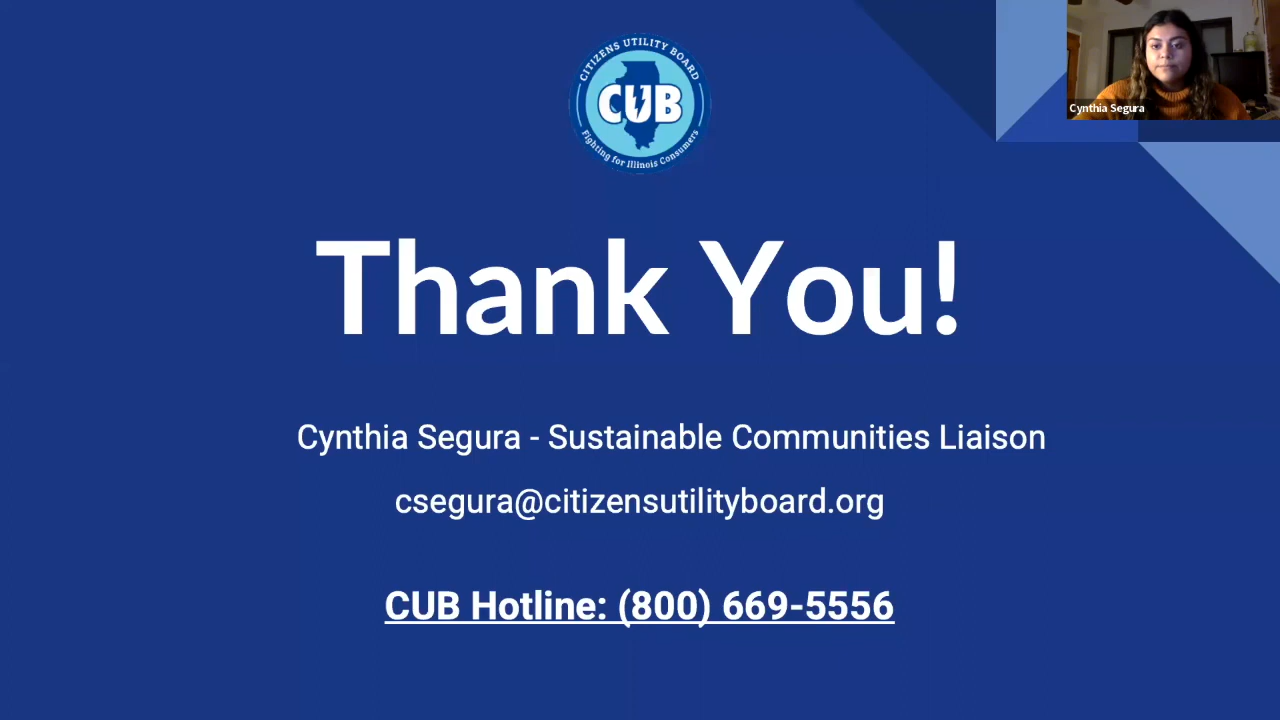 CITIZENS UTILITY BOARD
CUB
Fighting for Illinois Consumers
Cynthia Segura
Thank You!
Cynthia Segura - Sustainable Communities Liaison
csegura@citizensutilityboard.org
CUB Hotline: (800) 669-5556